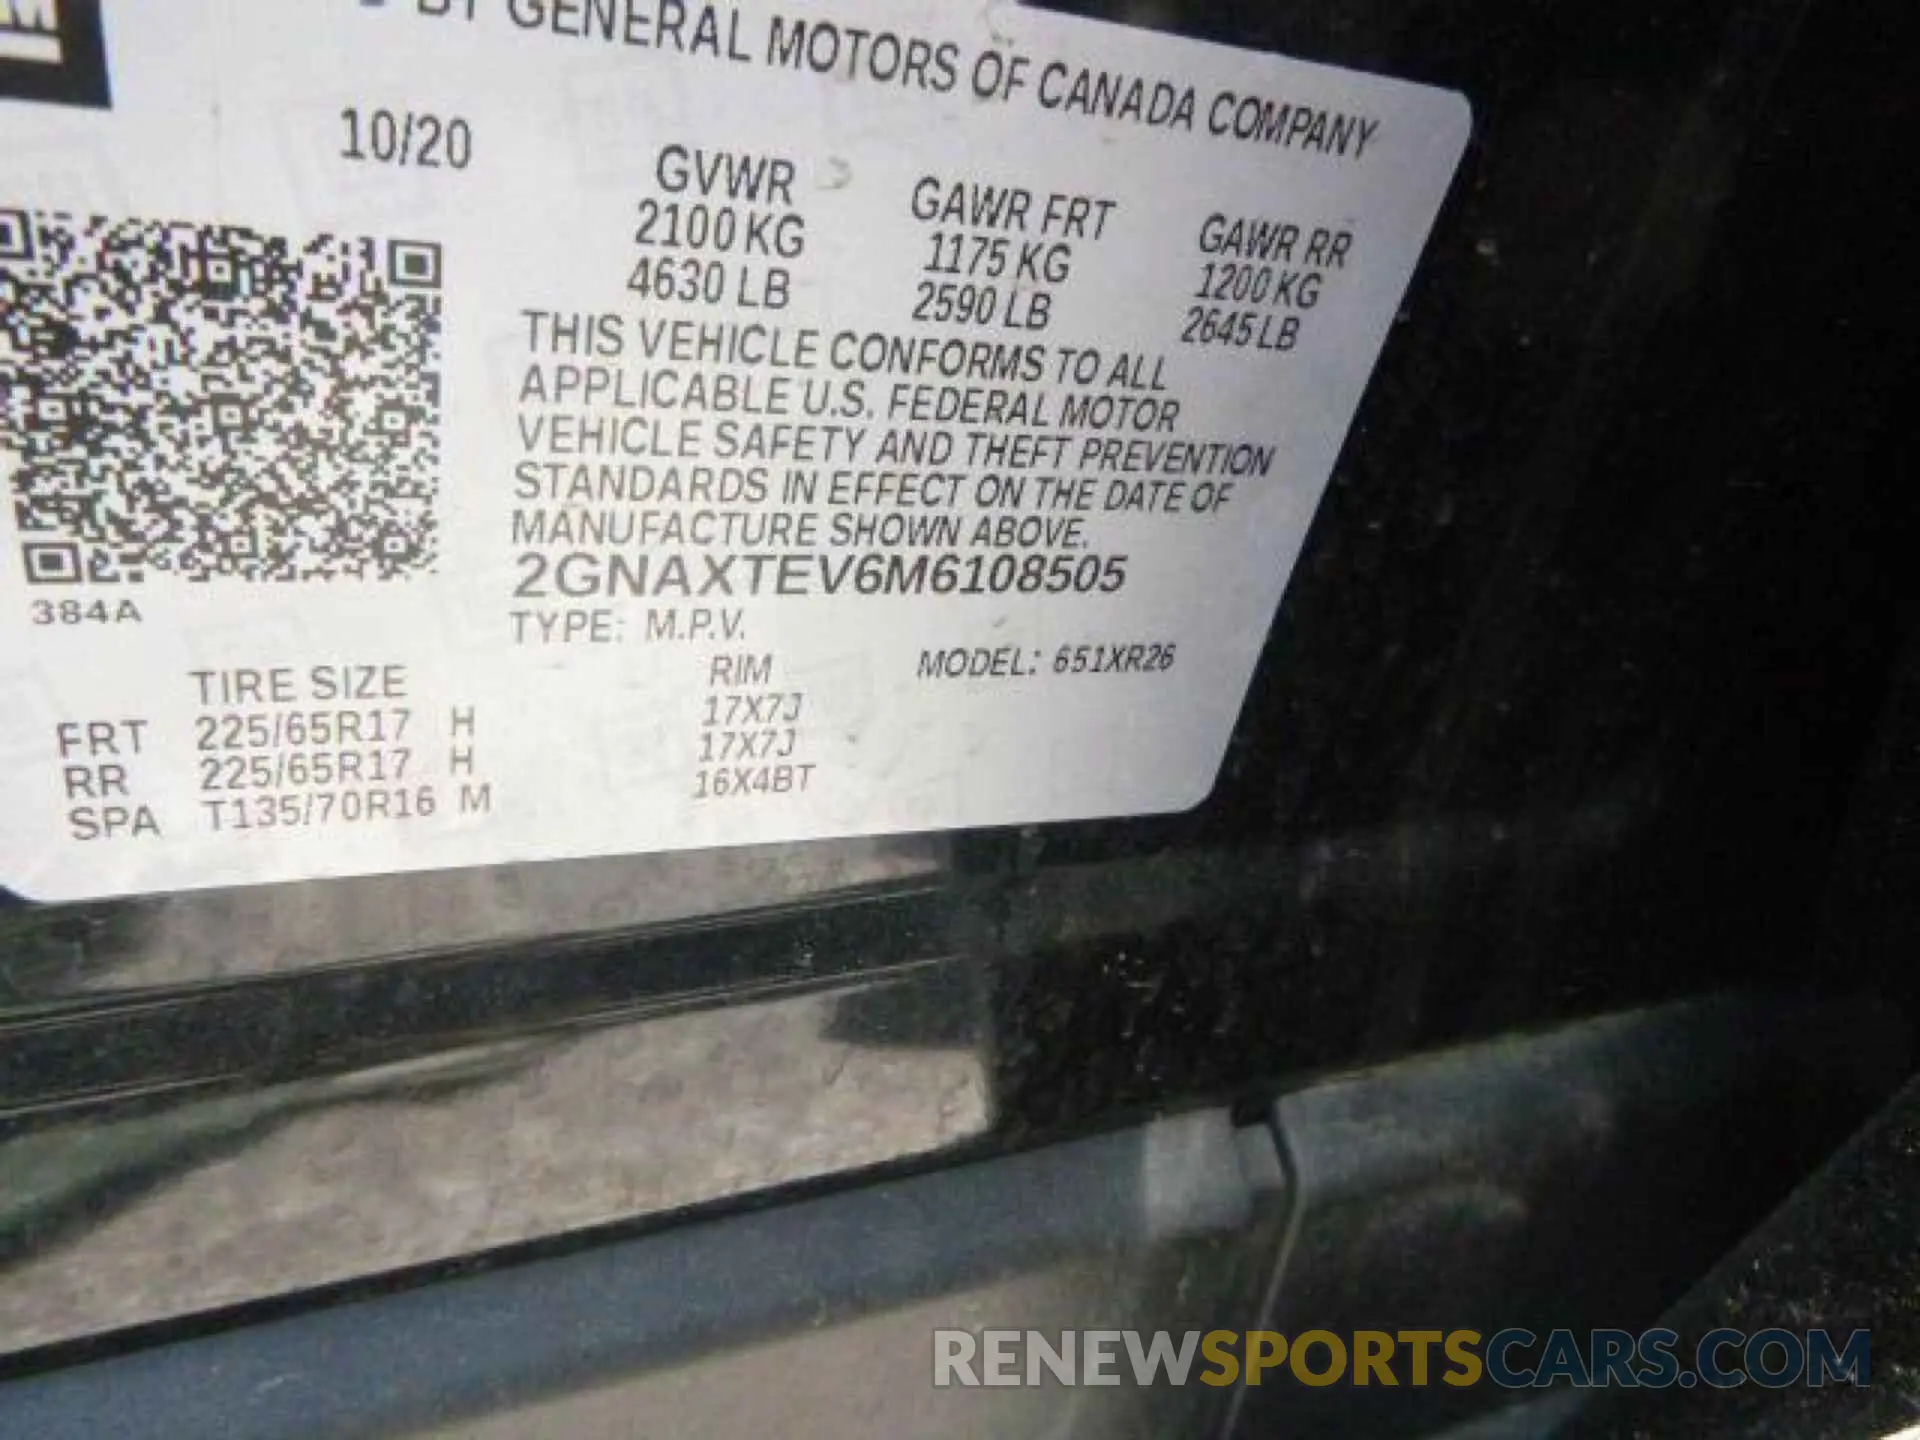 BY GENERAL MOTORS OF CANADA COMPANY
10/20
GVWR GAWR FRT GAWR RR
2100 KG 1175 KG 1200 KG
4630 LB 2590 LB 2645 LB
THIS VEHICLE CONFORMS TO ALL
APPLICABLE U.S. FEDERAL MOTOR
VEHICLE SAFETY AND THEFT PREVENTION
STANDARDS IN EFFECT ON THE DATE OF
MANUFACTURE SHOWN ABOVE.
2GNAXTEV6M6108505
384A
TYPE: M.P.V. MODEL: 651XR26
TIRE SIZE RIM
FRT 225/65R17 H 17X7J
RR 225/65R17 H 17X7J
SPA T135/70R16 M 16X4BT
RENEWSPORTSCARS.COM